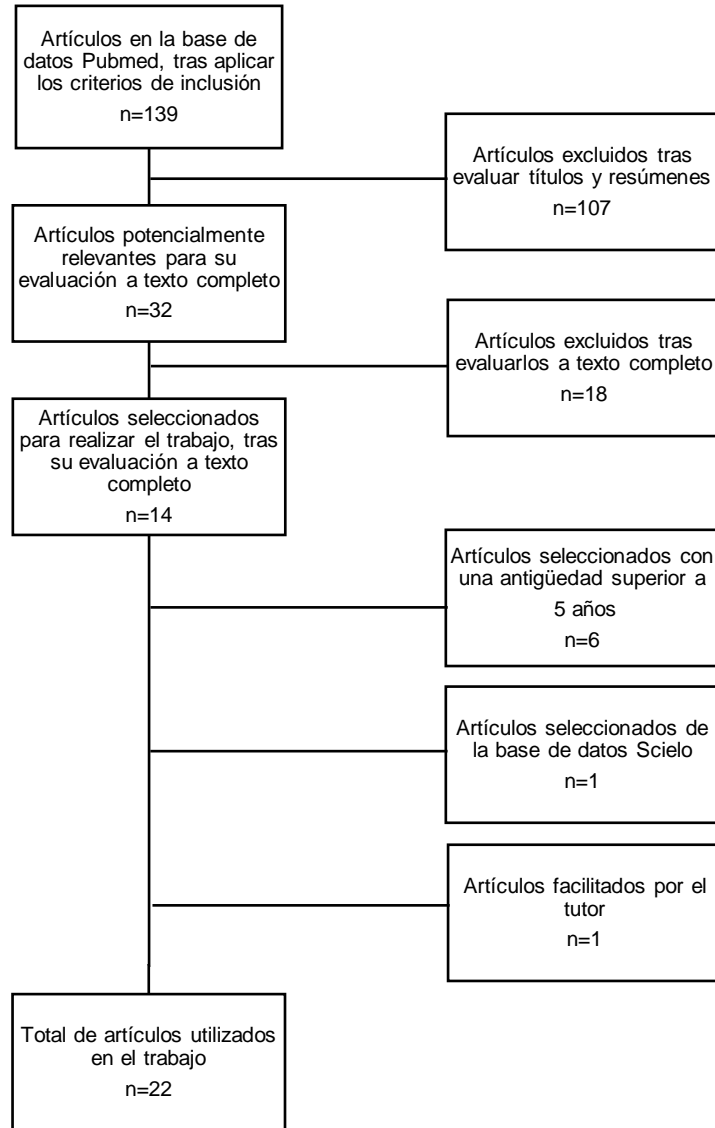 Artículos en la base de
datos Pubmed, tras aplicar
los criterios de inclusión
n=139
Artículos excluidos tras
evaluar títulos y resúmenes
n=107
Artículos potencialmente
relevantes para su
evaluación a texto completo
n=32
Artículos excluidos tras
evaluarlos a texto completo
n=18
Artículos seleccionados
para realizar el trabajo, tras
su evaluación a texto
completo
n=14
Artículos seleccionados con
una antigüedad superior a
5 años
n=6
Artículos seleccionados de
la base de datos Scielo
n=1
Artículos facilitados por el
tutor
n=1
Total de artículos utilizados
en el trabajo
n=22